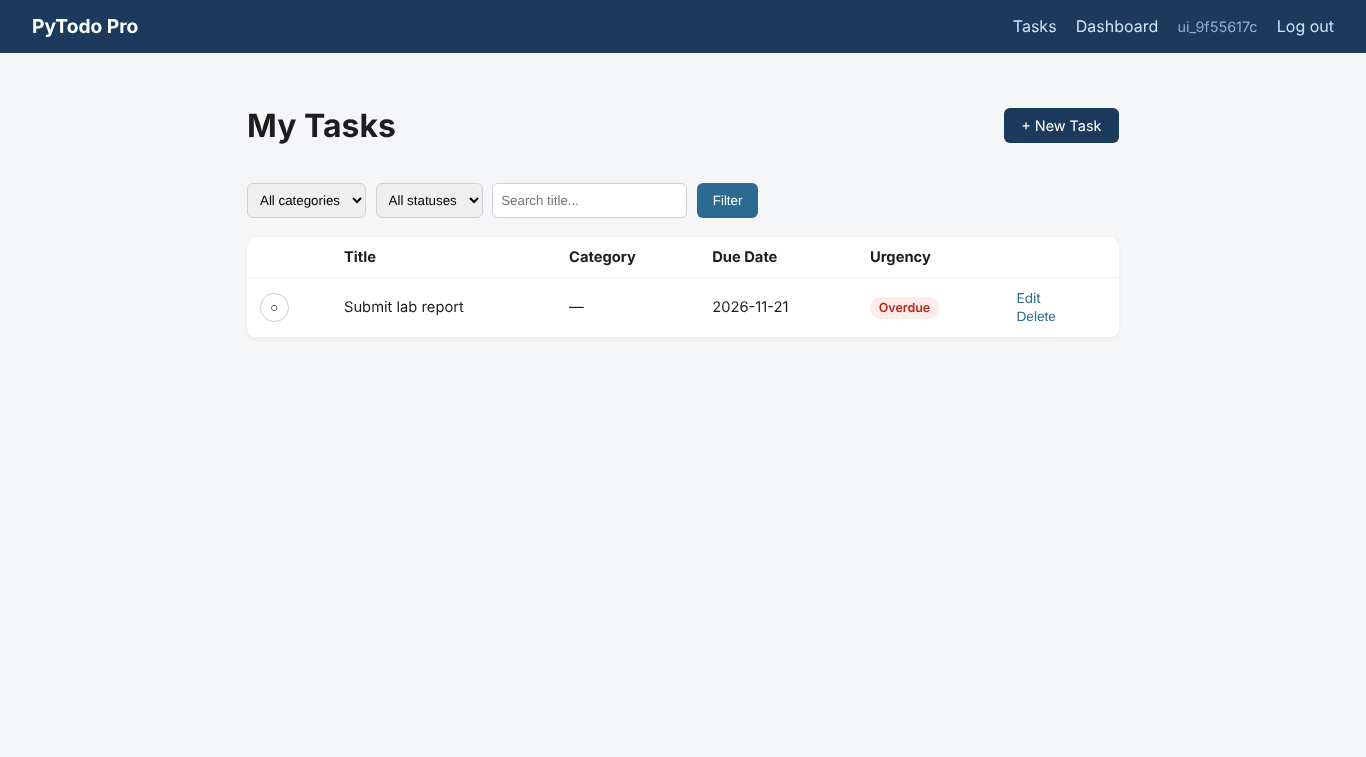 PyTodo Pro Tasks Dashboard ui_9f55617c Log out
My Tasks + New Task
All categories All statuses Search title... Filter
Title Category Due Date Urgency
○ Submit lab report — 2026-11-21 Overdue Edit
Delete